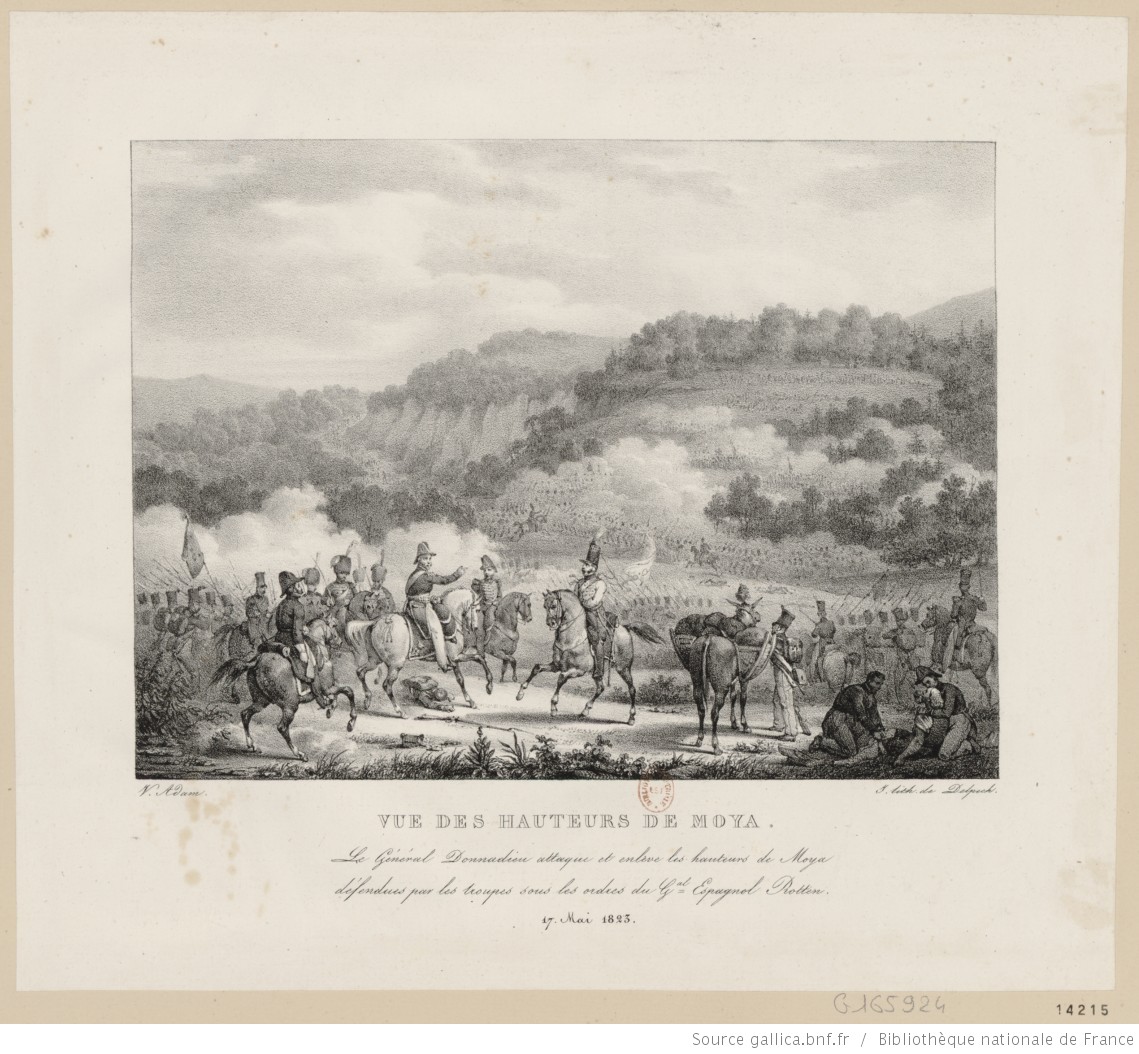 V. Adam.
I. lith. de Delpech.
VUE DES HAUTEURS DE MOYA.
Le Général Donnadieu attaque et enlève les hauteurs de Moya
défendues par les troupes sous les ordres du Gal Espagnol Rotten.
17. Mai 1823.
G165924
14215
Source gallica.bnf.fr / Bibliothèque nationale de France